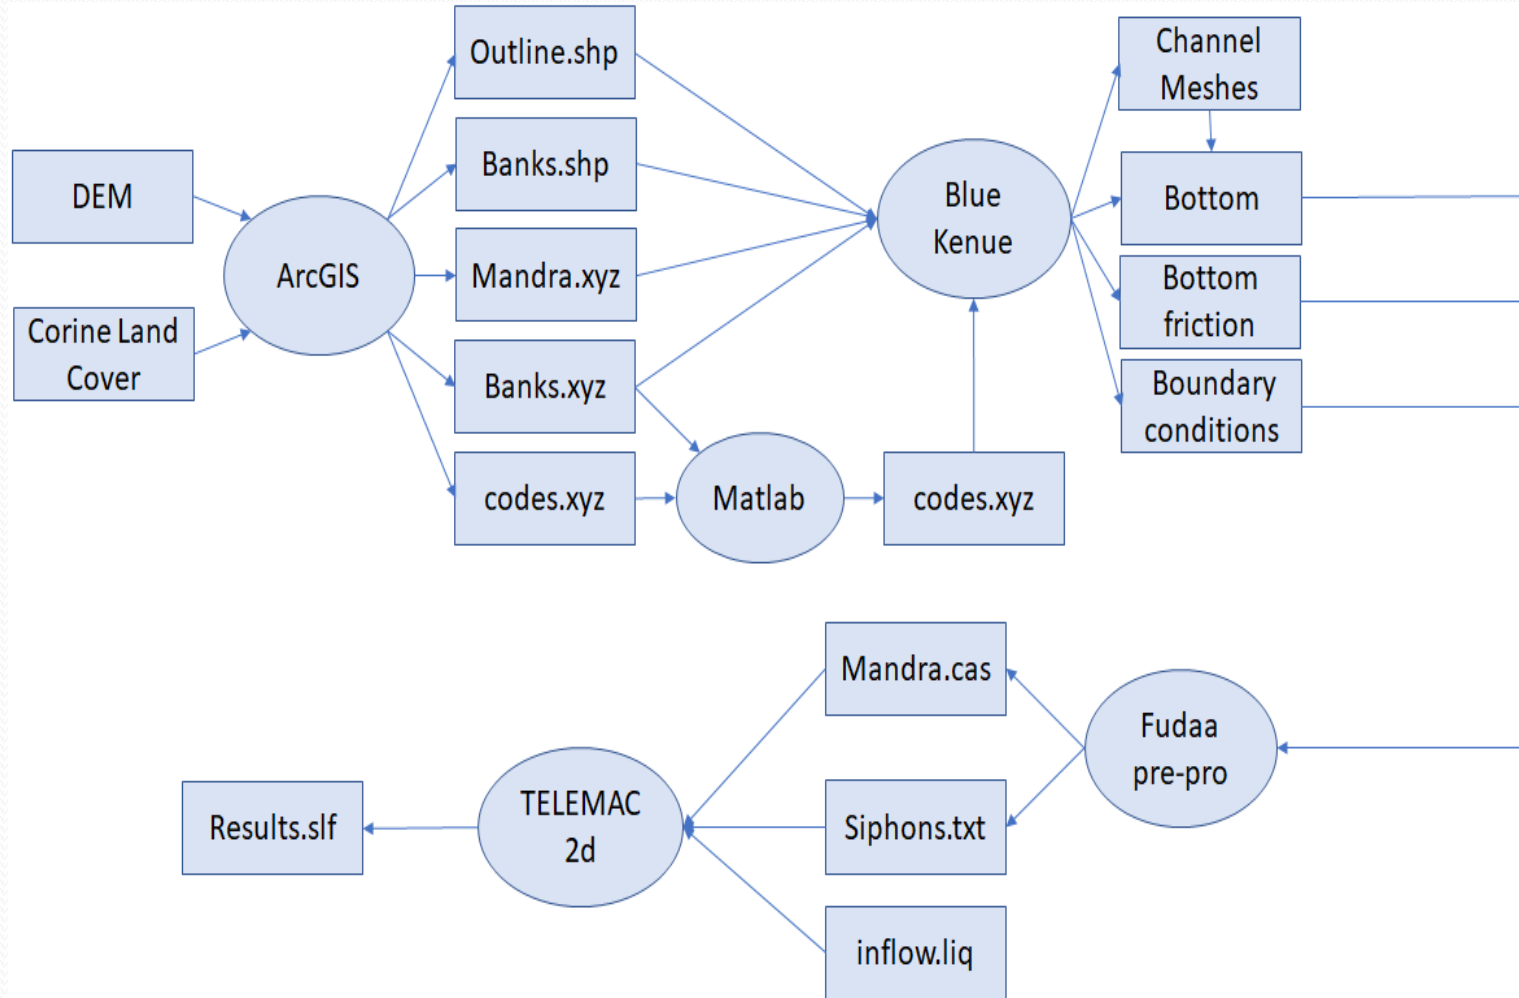 Outline.shp
Channel
Meshes
Banks.shp
DEM
Blue
Kenue
Bottom
ArcGIS
Mandra.xyz
Bottom
friction
Corine Land
Cover
Banks.xyz
Boundary
conditions
codes.xyz
Matlab
codes.xyz
Mandra.cas
Fudaa
pre-pro
TELEMAC
2d
Results.slf
Siphons.txt
inflow.liq